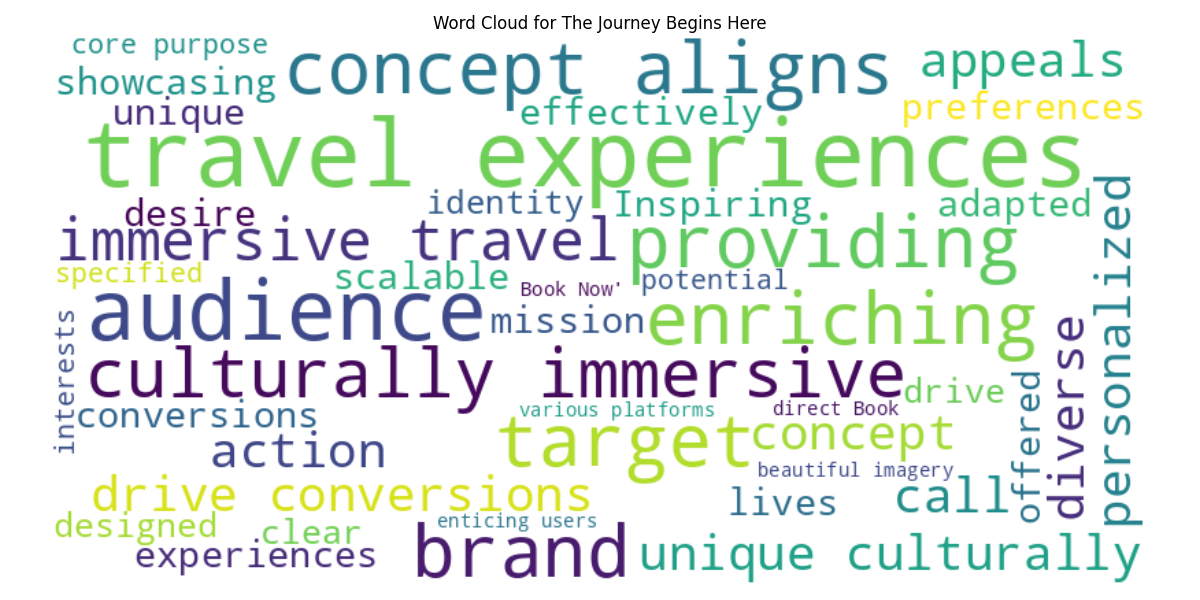 Word Cloud for The Journey Begins Here
core purpose
concept aligns
appeals
showcasing
unique
effectively
preferences
travel experiences
desire
identity
Inspiring
adapted
immersive travel
providing
personalized
specified
scalable
Book Now'
potential
audience
mission
enriching
interests
culturally immersive
drive
diverse
offered
conversions
various platforms
direct Book
action
target
concept
beautiful imagery
drive conversions
lives
call
designed
clear
enticing users
experiences
brand
unique culturally